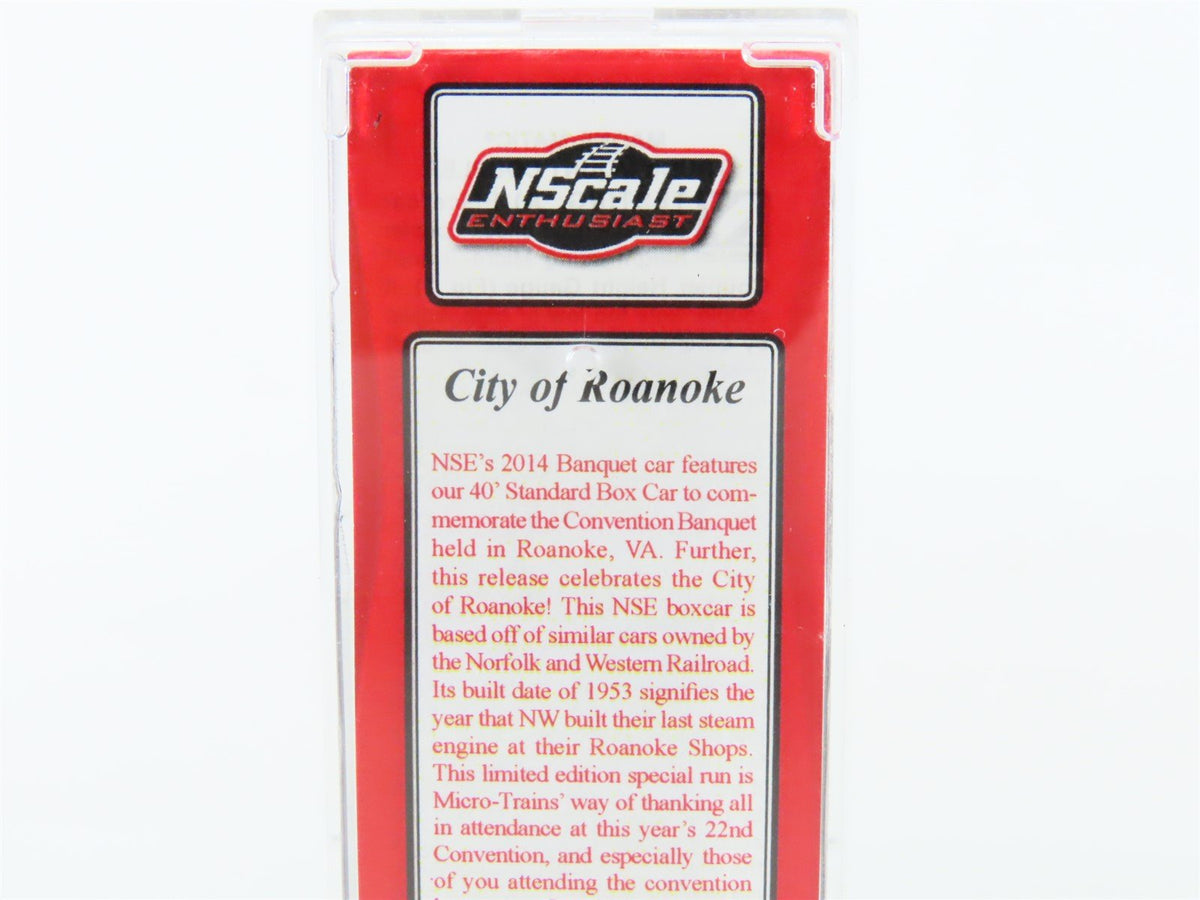 NScale
ENTHUSIAST
City of Roanoke
NSE's 2014 Banquet car features
our 40' Standard Box Car to com-
memorate the Convention Banquet
held in Roanoke, VA. Further,
this release celebrates the City
of Roanoke! This NSE boxcar is
based off of similar cars owned by
the Norfolk and Western Railroad.
Its built date of 1953 signifies the
year that NW built their last steam
engine at their Roanoke Shops.
This limited edition special run is
Micro-Trains' way of thanking all
in attendance at this year's 22nd
Convention, and especially those
of you attending the convention